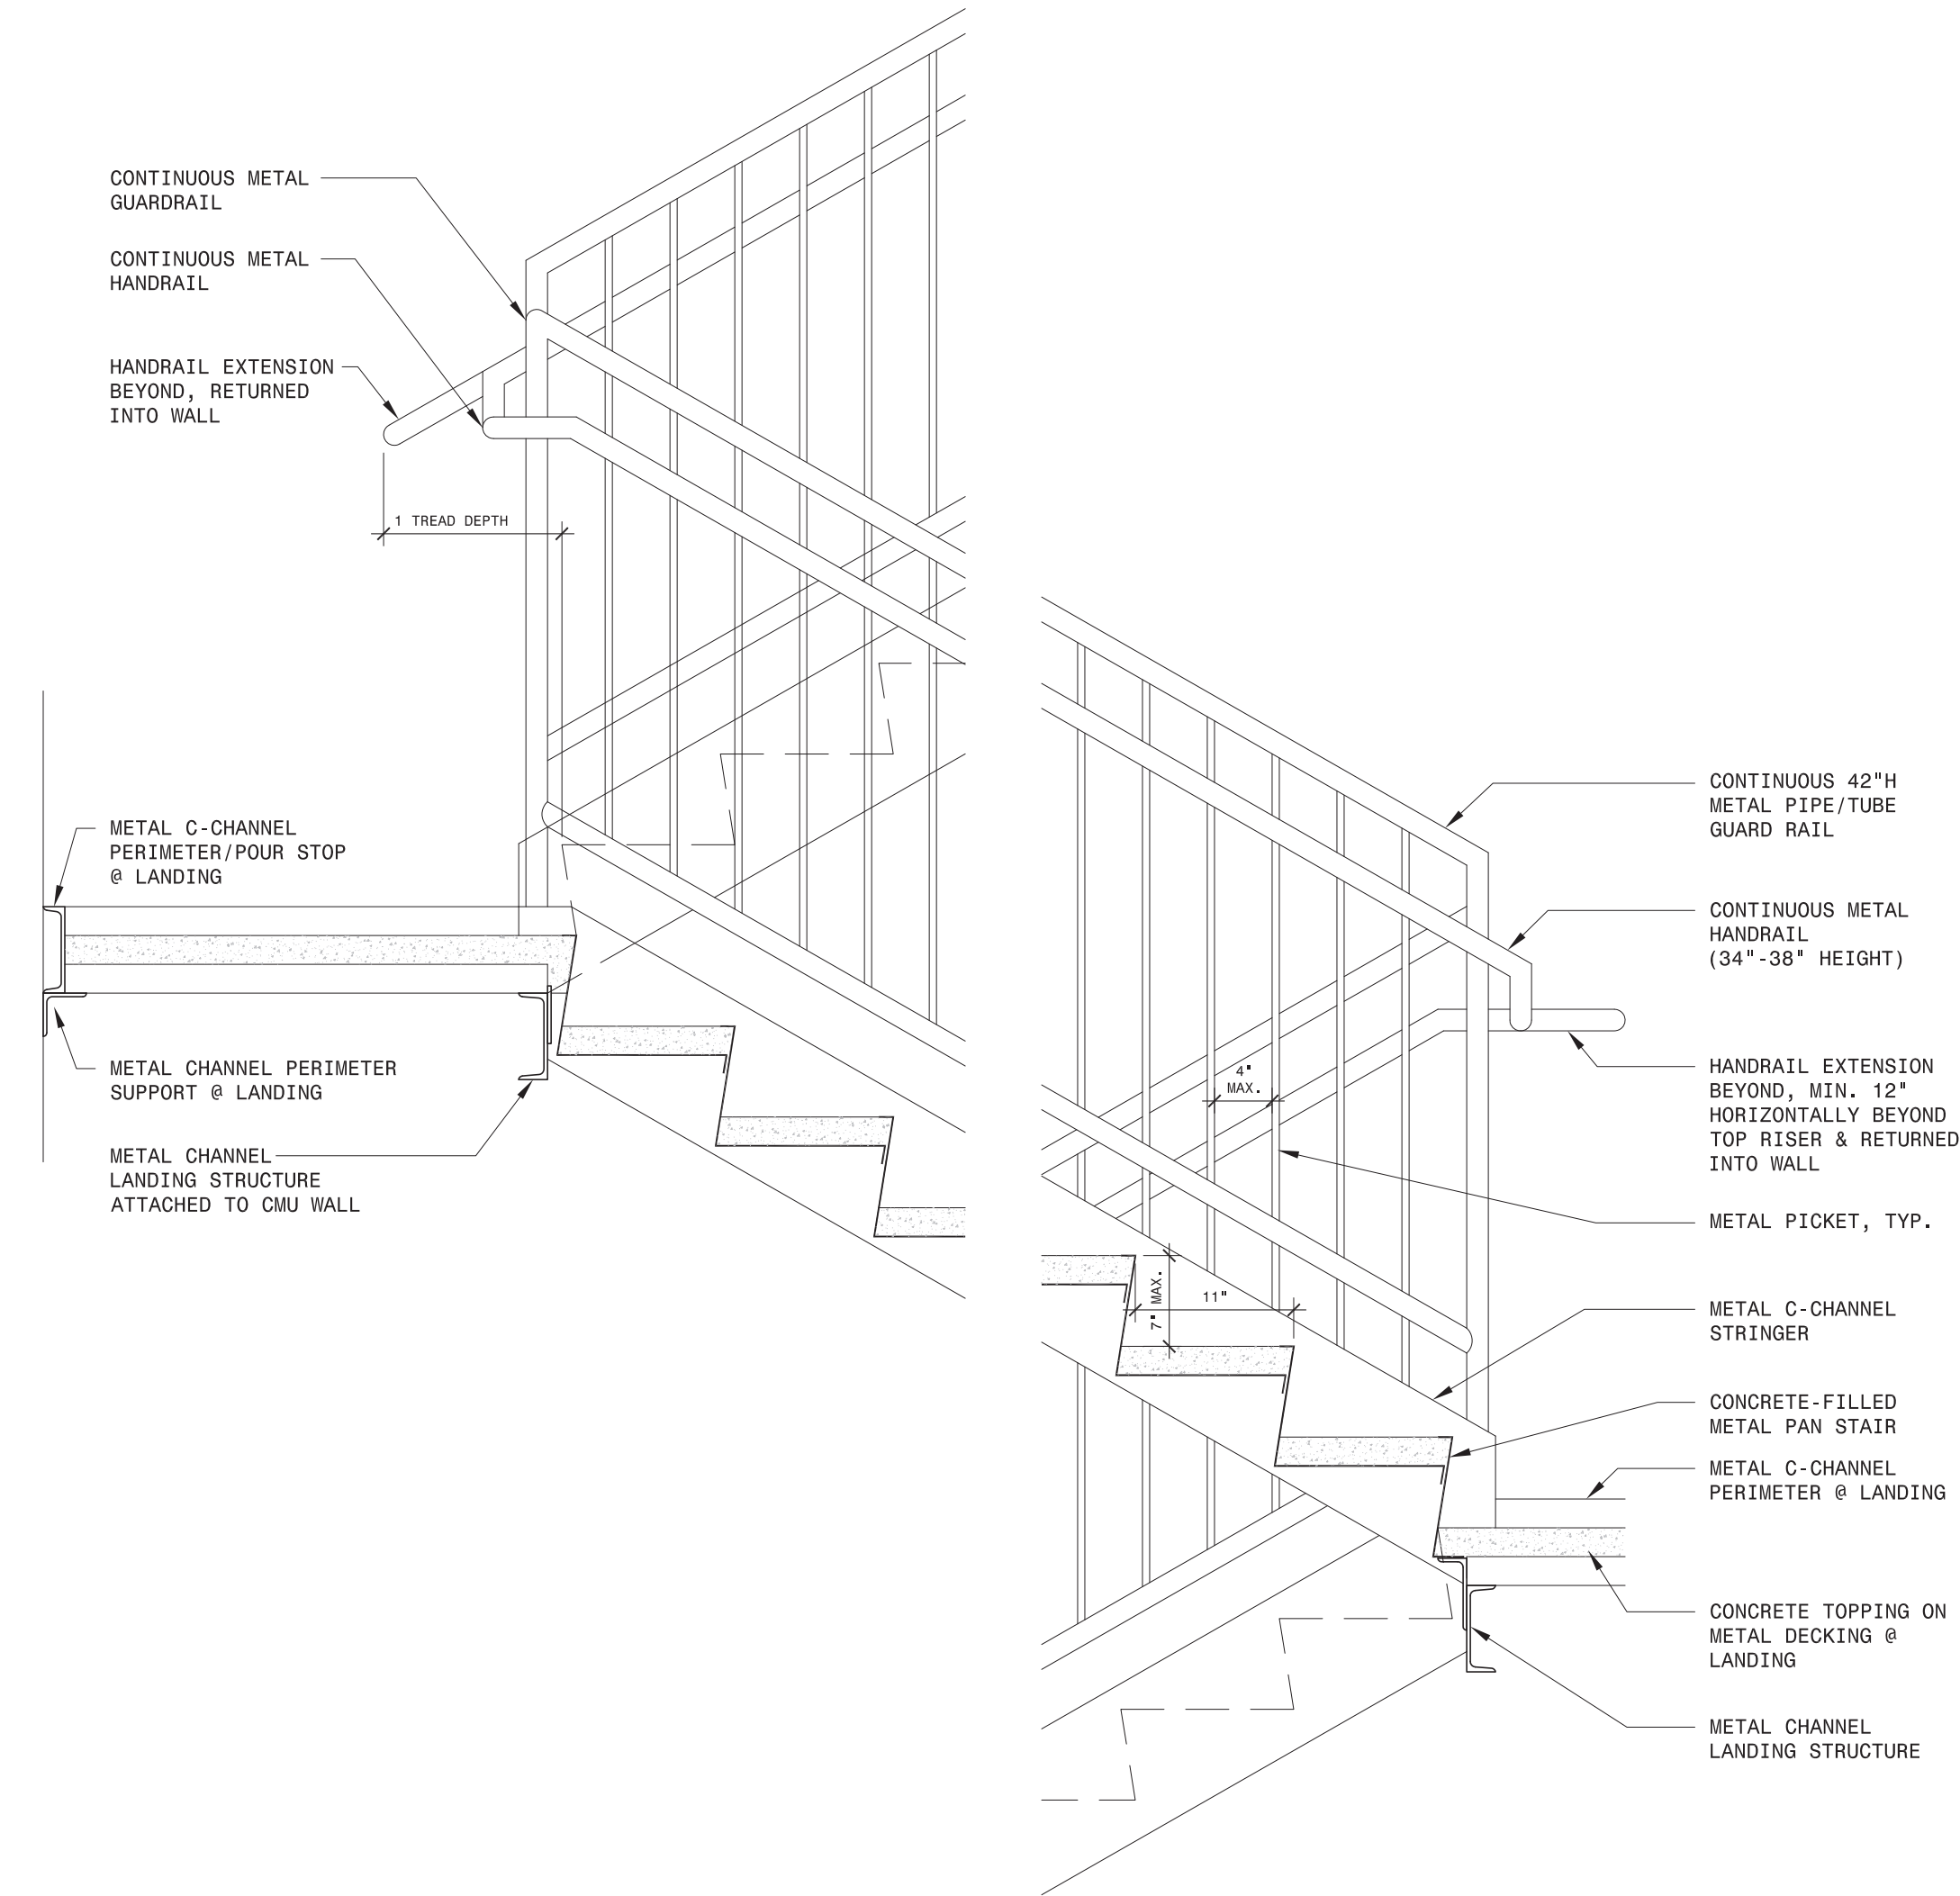 CONTINUOUS METAL
GUARDRAIL
CONTINUOUS METAL
HANDRAIL
HANDRAIL EXTENSION
BEYOND, RETURNED
INTO WALL
1 TREAD DEPTH
METAL C-CHANNEL
PERIMETER/POUR STOP
@ LANDING
METAL CHANNEL PERIMETER
SUPPORT @ LANDING
METAL CHANNEL
LANDING STRUCTURE
ATTACHED TO CMU WALL
4"
MAX.
7" MAX.
11"
CONTINUOUS 42"H
METAL PIPE/TUBE
GUARD RAIL
CONTINUOUS METAL
HANDRAIL
(34"-38" HEIGHT)
HANDRAIL EXTENSION
BEYOND, MIN. 12"
HORIZONTALLY BEYOND
TOP RISER & RETURNED
INTO WALL
METAL PICKET, TYP.
METAL C-CHANNEL
STRINGER
CONCRETE-FILLED
METAL PAN STAIR
METAL C-CHANNEL
PERIMETER @ LANDING
CONCRETE TOPPING ON
METAL DECKING @
LANDING
METAL CHANNEL
LANDING STRUCTURE